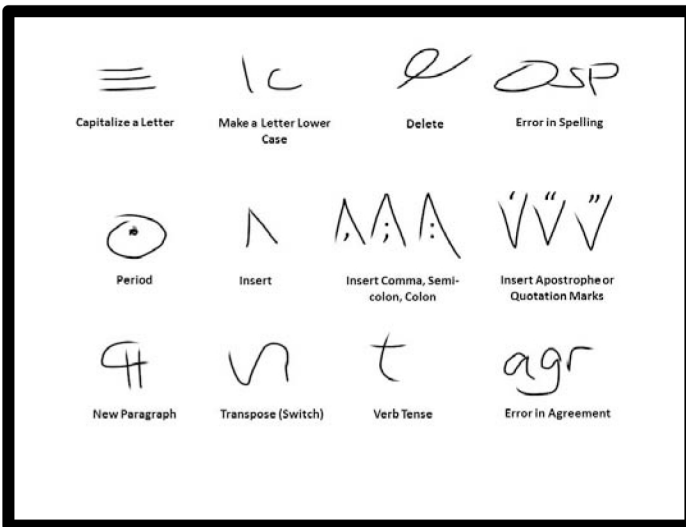 ≡ lc Sp
Capitalize a Letter Make a Letter Lower Delete Error in Spelling
Case
, ; : ‘ “ ”
Period Insert Insert Comma, Semi- Insert Apostrophe or
colon, Colon Quotation Marks
¶ t agr
New Paragraph Transpose (Switch) Verb Tense Error in Agreement